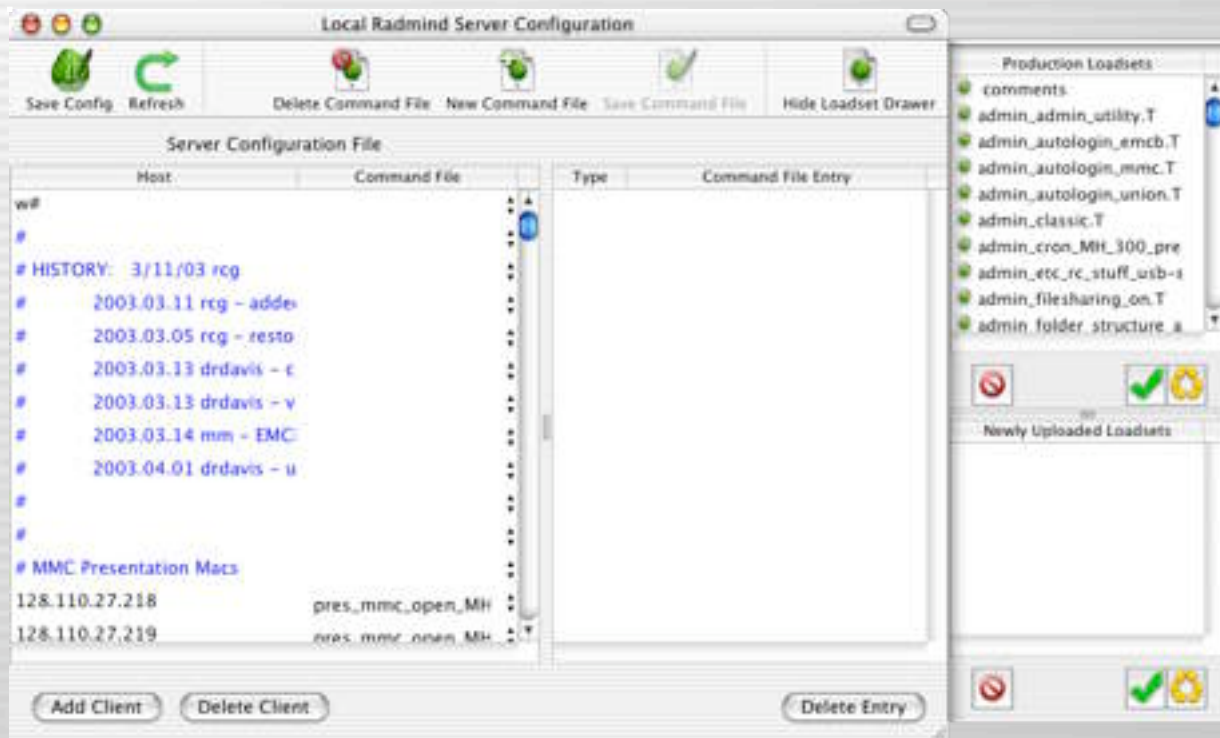 Local Radmind Server Configuration
Save Config Refresh Delete Command File New Command File Save Command File Hide Loadset Drawer
Server Configuration File
Host Command File
w#
#
# HISTORY: 3/11/03 rcg
# 2003.03.11 rcg - adde
# 2003.03.05 rcg - resto
# 2003.03.13 drdavis - c
# 2003.03.13 drdavis - v
# 2003.03.14 mm - EMC
# 2003.04.01 drdavis - u
#
#
# MMC Presentation Macs
128.110.27.218 pres_mmc_open_MH
128.110.27.219 pres_mmc_open_MH
Type Command File Entry
Add Client Delete Client Delete Entry
Production Loadsets
comments
admin_admin_utility.T
admin_autologin_emcb.T
admin_autologin_mmc.T
admin_autologin_union.T
admin_classic.T
admin_cron_MH_300_pre
admin_etc_rc_stuff_usb-s
admin_filesharing_on.T
admin_folder_structure_a
Newly Uploaded Loadsets